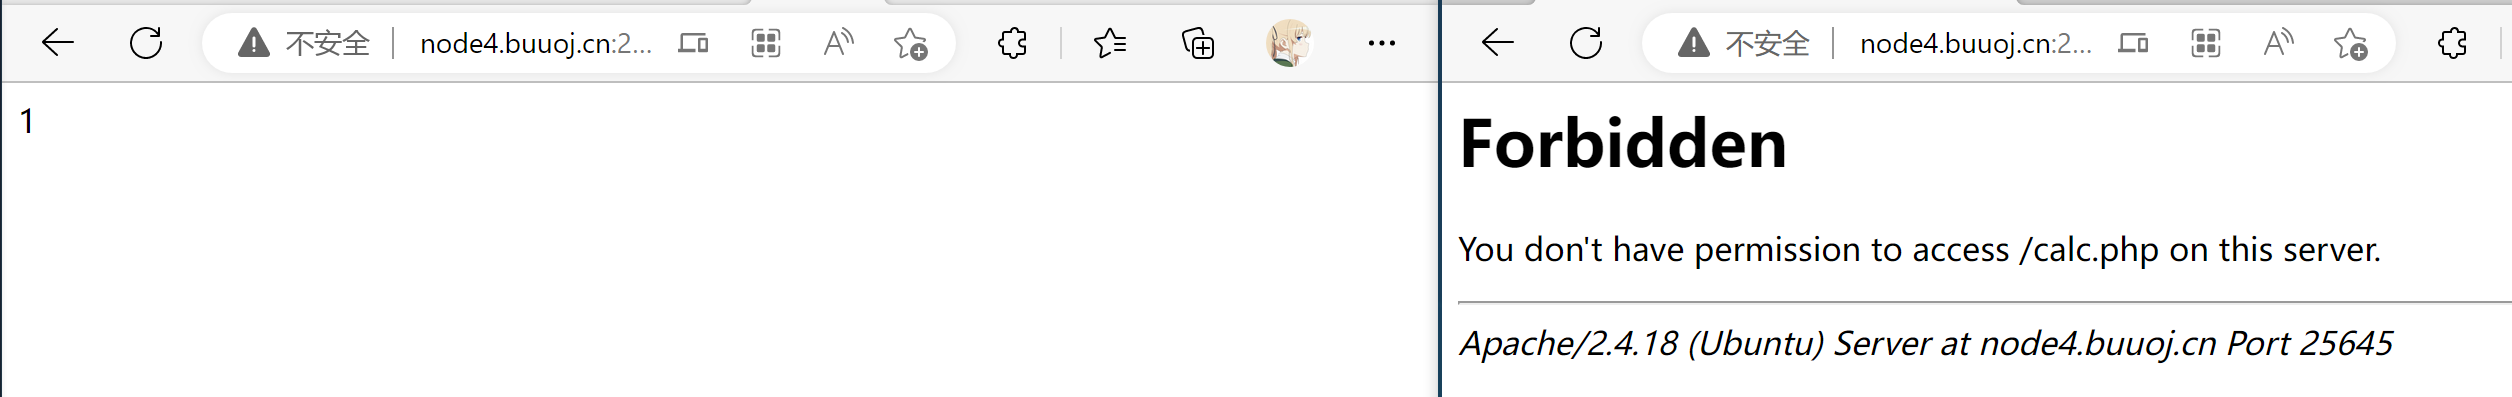 不安全 node4.buuoj.cn:2...
1
不安全 node4.buuoj.cn:2...
Forbidden
You don't have permission to access /calc.php on this server.
Apache/2.4.18 (Ubuntu) Server at node4.buuoj.cn Port 25645